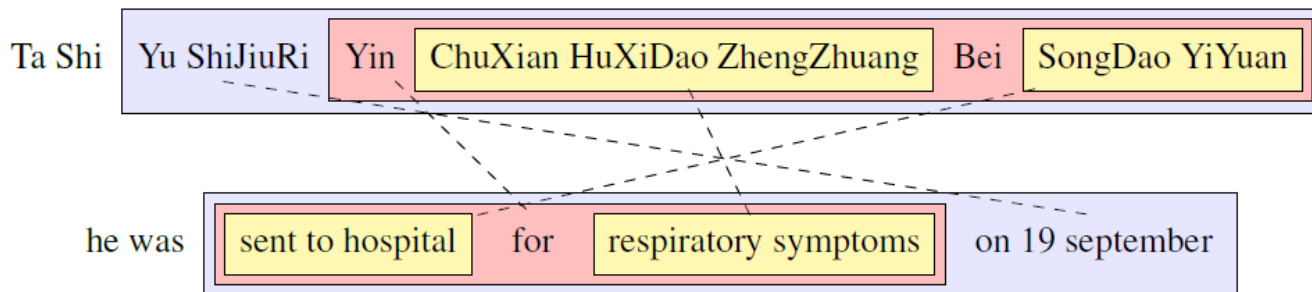 Ta Shi Yu ShiJiuRi Yin ChuXian HuXiDao ZhengZhuang Bei SongDao YiYuan
he was sent to hospital for respiratory symptoms on 19 september